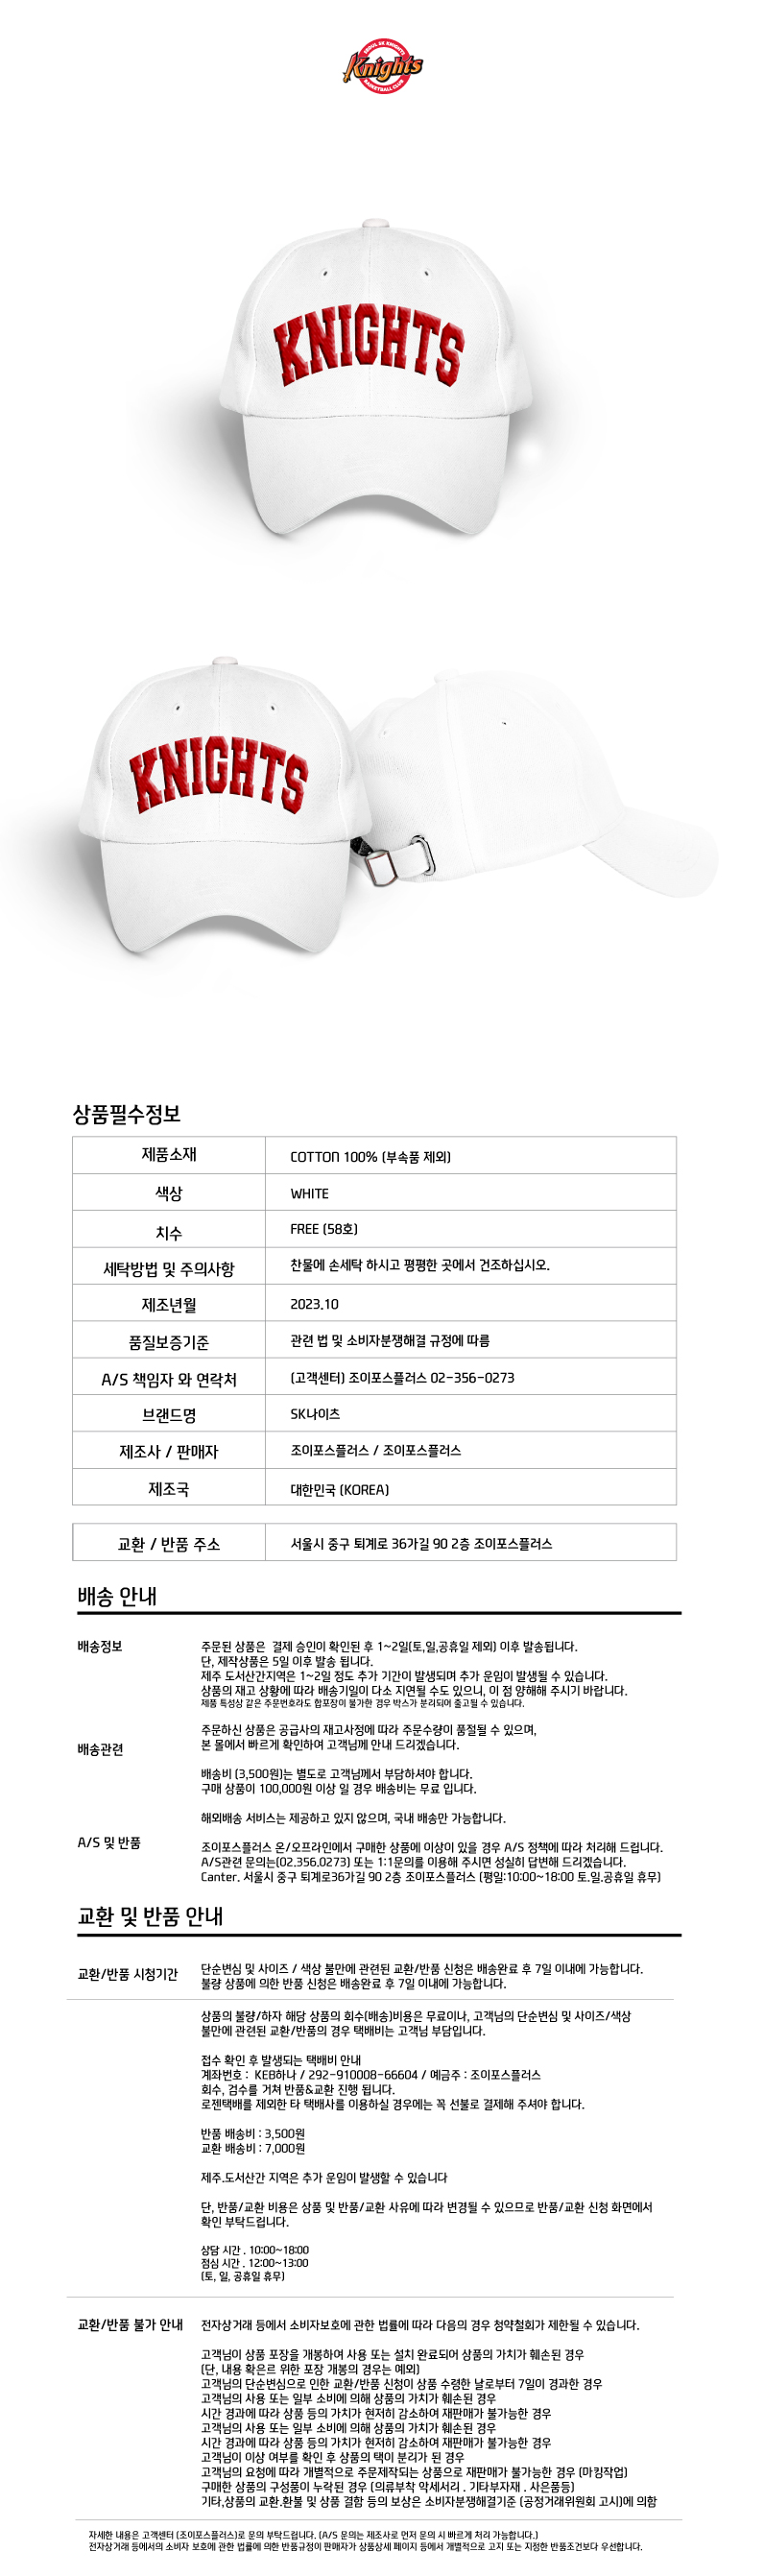 SEOUL SK KNIGHTS
Knights
BASKETBALL CLUB
KNIGHTS
KNIGHTS
상품필수정보
제품소재 COTTON 100% (부속품 제외)
색상 WHITE
치수 FREE (58호)
세탁방법 및 주의사항 찬물에 손세탁 하시고 평평한 곳에서 건조하십시오.
제조년월 2023.10
품질보증기준 관련 법 및 소비자분쟁해결 규정에 따름
A/S 책임자 와 연락처 (고객센터) 조이포스플러스 02-356-0273
브랜드명 SK나이츠
제조사 / 판매자 조이포스플러스 / 조이포스플러스
제조국 대한민국 (KOREA)
교환 / 반품 주소 서울시 중구 퇴계로 36가길 90 2층 조이포스플러스
배송 안내
배송정보 주문된 상품은 결제 승인이 확인된 후 1~2일(토,일,공휴일 제외) 이후 발송됩니다.
단, 제작상품은 5일 이후 발송 됩니다.
제주 도서산간지역은 1~2일 정도 추가 기간이 발생되며 추가 운임이 발생될 수 있습니다.
상품의 재고 상황에 따라 배송기일이 다소 지연될 수도 있으니, 이 점 양해해 주시기 바랍니다.
제품 특성상 같은 주문번호라도 합포장이 불가한 경우 박스가 분리되어 출고될 수 있습니다.
주문하신 상품은 공급사의 재고사정에 따라 주문수량이 품절될 수 있으며,
배송관련 본 몰에서 빠르게 확인하여 고객님께 안내 드리겠습니다.
배송비 (3,500원)는 별도로 고객님께서 부담하셔야 합니다.
구매 상품이 100,000원 이상 일 경우 배송비는 무료 입니다.
해외배송 서비스는 제공하고 있지 않으며, 국내 배송만 가능합니다.
A/S 및 반품 조이포스플러스 온/오프라인에서 구매한 상품에 이상이 있을 경우 A/S 정책에 따라 처리해 드립니다.
A/S관련 문의는(02.356.0273) 또는 1:1문의를 이용해 주시면 성실히 답변해 드리겠습니다.
Canter. 서울시 중구 퇴계로36가길 90 2층 조이포스플러스 (평일:10:00~18:00 토.일.공휴일 휴무)
교환 및 반품 안내
교환/반품 시청기간 단순변심 및 사이즈 / 색상 불만에 관련된 교환/반품 신청은 배송완료 후 7일 이내에 가능합니다.
불량 상품에 의한 반품 신청은 배송완료 후 7일 이내에 가능합니다.
상품의 불량/하자 해당 상품의 회수(배송)비용은 무료이나, 고객님의 단순변심 및 사이즈/색상
불만에 관련된 교환/반품의 경우 택배비는 고객님 부담입니다.
접수 확인 후 발생되는 택배비 안내
계좌번호 : KEB하나 / 292-910008-66604 / 예금주 : 조이포스플러스
회수, 검수를 거쳐 반품&교환 진행 됩니다.
로젠택배를 제외한 타 택배사를 이용하실 경우에는 꼭 선불로 결제해 주셔야 합니다.
반품 배송비 : 3,500원
교환 배송비 : 7,000원
제주.도서산간 지역은 추가 운임이 발생할 수 있습니다
단, 반품/교환 비용은 상품 및 반품/교환 사유에 따라 변경될 수 있으므로 반품/교환 신청 화면에서
확인 부탁드립니다.
상담 시간 . 10:00~18:00
점심 시간 . 12:00~13:00
(토, 일, 공휴일 휴무)
교환/반품 불가 안내 전자상거래 등에서 소비자보호에 관한 법률에 따라 다음의 경우 청약철회가 제한될 수 있습니다.
고객님이 상품 포장을 개봉하여 사용 또는 설치 완료되어 상품의 가치가 훼손된 경우
(단, 내용 확은르 위한 포장 개봉의 경우는 예외)
고객님의 단순변심으로 인한 교환/반품 신청이 상품 수령한 날로부터 7일이 경과한 경우
고객님의 사용 또는 일부 소비에 의해 상품의 가치가 훼손된 경우
시간 경과에 따라 상품 등의 가치가 현저히 감소하여 재판매가 불가능한 경우
고객님의 사용 또는 일부 소비에 의해 상품의 가치가 훼손된 경우
시간 경과에 따라 상품 등의 가치가 현저히 감소하여 재판매가 불가능한 경우
고객님이 이상 여부를 확인 후 상품의 택이 분리가 된 경우
고객님의 요청에 따라 개별적으로 주문제작되는 상품으로 재판매가 불가능한 경우 (마킹작업)
구매한 상품의 구성품이 누락된 경우 (의류부착 악세서리 . 기타부자재 . 사은품등)
기타,상품의 교환.환불 및 상품 결함 등의 보상은 소비자분쟁해결기준 (공정거래위원회 고시)에 의함
자세한 내용은 고객센터 (조이포스플러스)로 문의 부탁드립니다. (A/S 문의는 제조사로 먼저 문의 시 빠르게 처리 가능합니다.)
전자상거래 등에서의 소비자 보호에 관한 법률에 의한 반품규정이 판매자가 상품상세 페이지 등에서 개별적으로 고지 또는 지정한 반품조건보다 우선합니다.